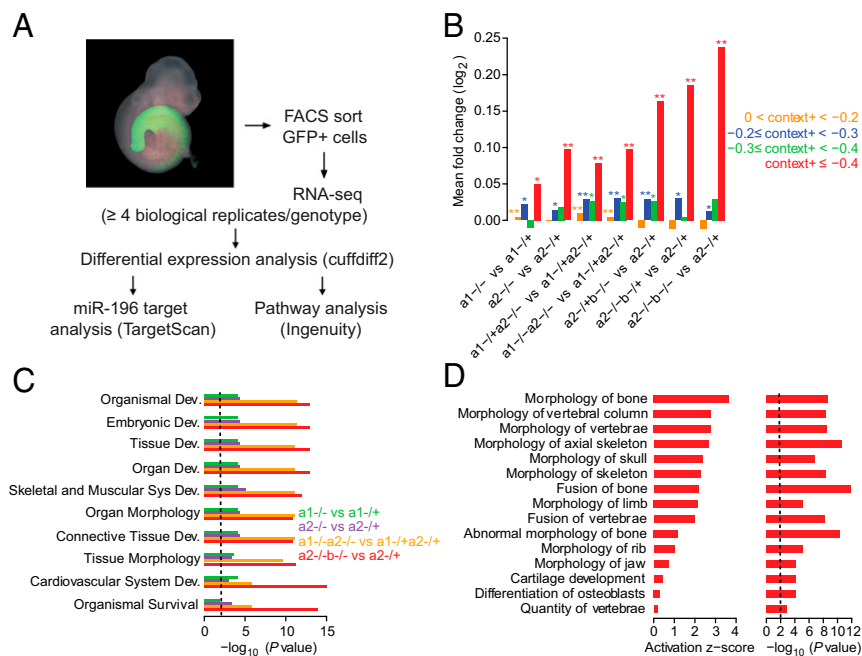 A
FACS sort
GFP+ cells
RNA-seq
(≥ 4 biological replicates/genotype)
Differential expression analysis (cuffdiff2)
miR-196 target
analysis (TargetScan)
Pathway analysis
(Ingenuity)
B
Mean fold change (log2)
0.25
0.20
0.15
0.10
0.05
0.00
** * *
* **
** ** * **
** ** * **
** * **
* **
* **
0 < context+ < −0.2
−0.2≤ context+ < −0.3
−0.3≤ context+ < −0.4
context+ ≤ −0.4
a1−/− vs a1−/+
a2−/− vs a2−/+
a1−/+a2−/− vs a1−/+a2−/+
a1−/−a2−/− vs a1−/+a2−/+
a2−/+b−/− vs a2−/+
a2−/−b−/+ vs a2−/+
a2−/−b−/− vs a2−/+
C
Organismal Dev.
Embryonic Dev.
Tissue Dev.
Organ Dev.
Skeletal and Muscular Sys Dev.
Organ Morphology
Connective Tissue Dev.
Tissue Morphology
Cardiovascular System Dev.
Organismal Survival
a1-/- vs a1-/+
a2-/- vs a2-/+
a1-/-a2-/- vs a1-/+a2-/+
a2-/-b-/- vs a2-/+
0 5 10 15
−log10 (P value)
D
Morphology of bone
Morphology of vertebral column
Morphology of vertebrae
Morphology of axial skeleton
Morphology of skull
Morphology of skeleton
Fusion of bone
Morphology of limb
Fusion of vertebrae
Abnormal morphology of bone
Morphology of rib
Morphology of jaw
Cartilage development
Differentiation of osteoblasts
Quantity of vertebrae
0 1 2 3 4
Activation z-score
0 2 4 6 8 10 12
−log10 (P value)